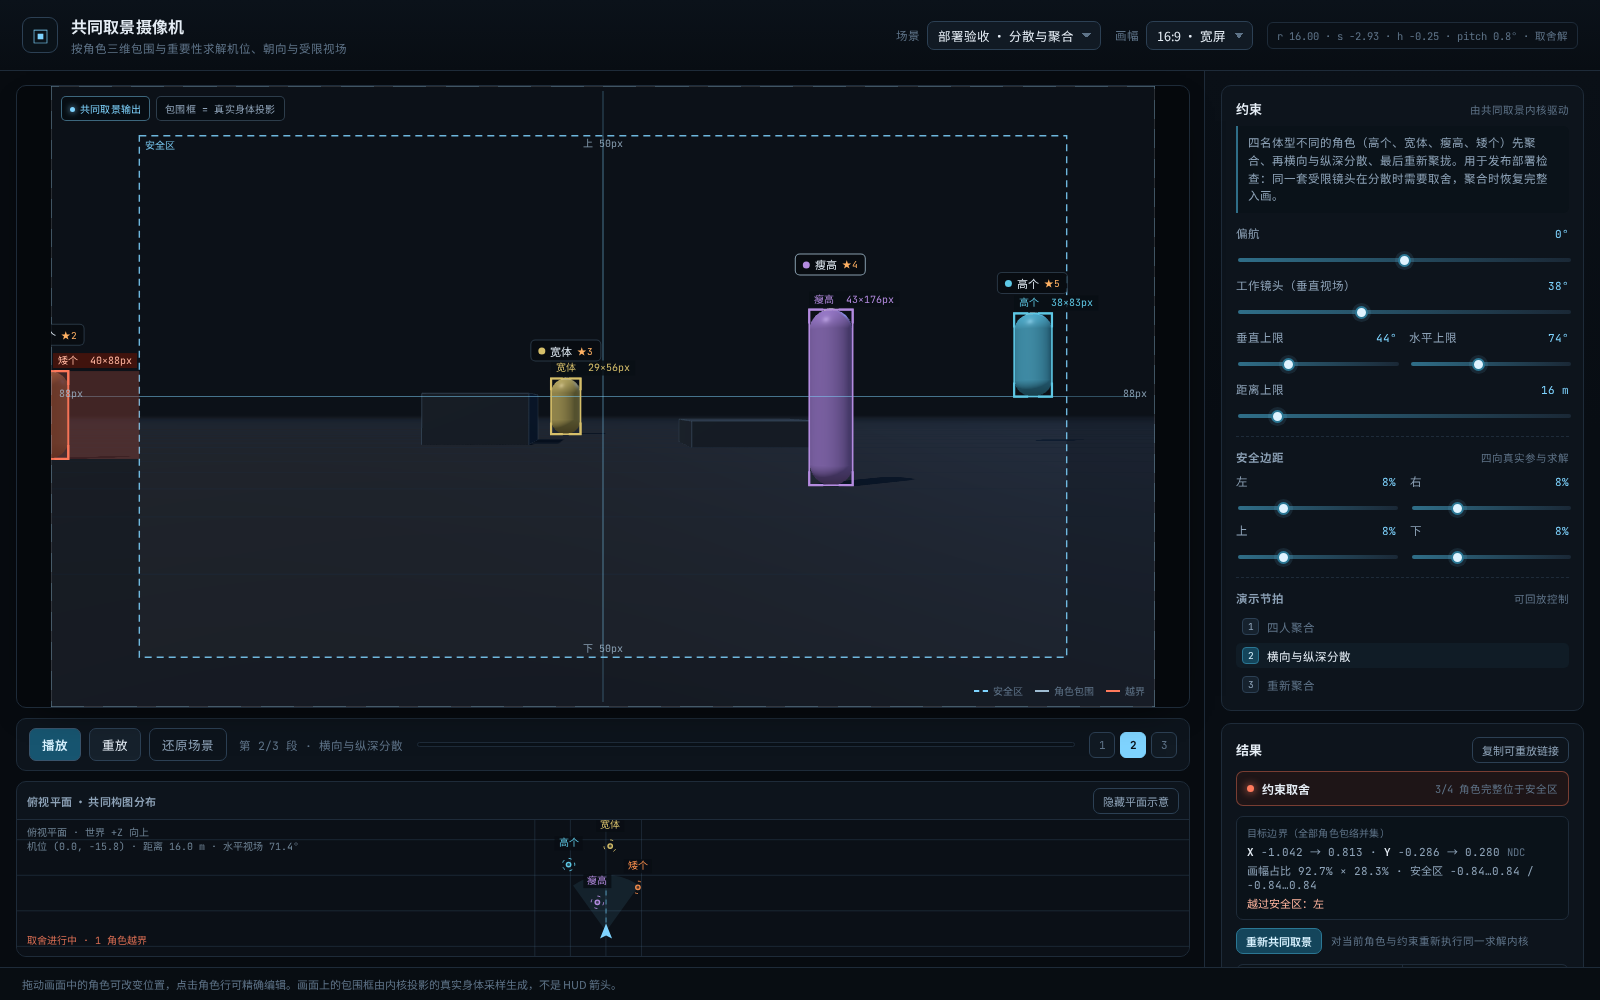 共同取景摄像机
按角色三维包围与重要性求解机位、朝向与受限视场
场景
部署验收 · 分散与聚合
画幅
16:9 · 宽屏
r 16.00 · s -2.93 · h -0.25 · pitch 0.8° · 取舍解
共同取景输出
包围框 = 真实身体投影
安全区
上 50px
瘦高 ★4
瘦高 43×176px
高个 ★5
高个 38×83px
★2
矮个 40×88px
宽体 ★3
宽体 29×56px
88px
88px
下 50px
安全区
角色包围
越界
播放
重放
还原场景
第 2/3 段 · 横向与纵深分散
1
2
3
俯视平面 · 共同构图分布
隐藏平面示意
俯视平面 · 世界 +Z 向上
机位 (0.0, -15.8) · 距离 16.0 m · 水平视场 71.4°
宽体
高个
矮个
瘦高
取舍进行中 · 1 角色越界
约束
由共同取景内核驱动
四名体型不同的角色（高个、宽体、瘦高、矮个）先聚
合、再横向与纵深分散、最后重新聚拢。用于发布部署检
查：同一套受限镜头在分散时需要取舍，聚合时恢复完整
入画。
偏航
0°
工作镜头（垂直视场）
38°
垂直上限
44°
水平上限
74°
距离上限
16 m
安全边距
四向真实参与求解
左
8%
右
8%
上
8%
下
8%
演示节拍
可回放控制
1 四人聚合
2 横向与纵深分散
3 重新聚合
结果
复制可重放链接
约束取舍
3/4 角色完整位于安全区
目标边界（全部角色包络并集）
X -1.042 → 0.813 · Y -0.286 → 0.280 NDC
画幅占比 92.7% × 28.3% · 安全区 -0.84…0.84 /
-0.84…0.84
越过安全区：左
重新共同取景
对当前角色与约束重新执行同一求解内核
拖动画面中的角色可改变位置，点击角色行可精确编辑。画面上的包围框由内核投影的真实身体采样生成，不是 HUD 箭头。